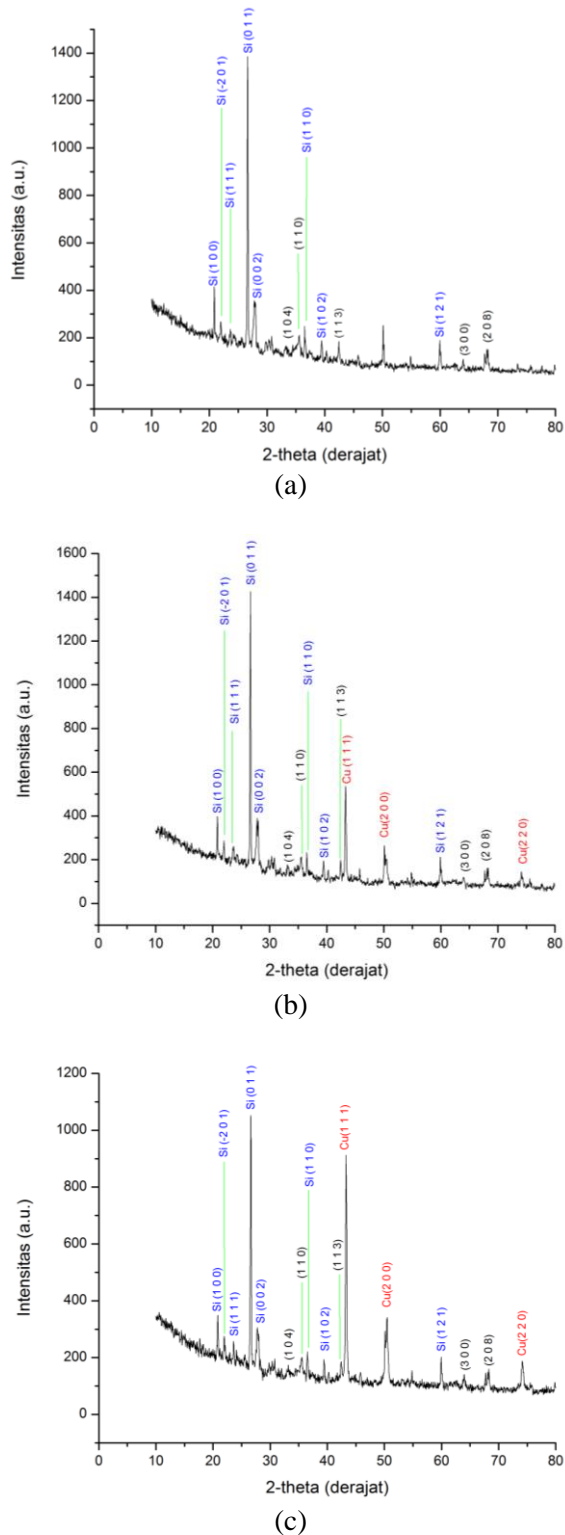 Intensitas (a.u.)
1400
1200
1000
800
600
400
200
0
Si (1 0 0)
Si (-2 0 1)
Si (1 1 1)
Si (0 1 1)
Si (0 0 2)
(1 0 4)
(1 1 0)
Si (1 1 0)
Si (1 0 2)
(1 1 3)
Si (1 2 1)
(3 0 0)
(2 0 8)
0 10 20 30 40 50 60 70 80
2-theta (derajat)
(a)
Intensitas (a.u.)
1600
1400
1200
1000
800
600
400
200
0
Si (1 0 0)
Si (-2 0 1)
Si (1 1 1)
Si (0 1 1)
Si (0 0 2)
(1 0 4)
(1 1 0)
Si (1 1 0)
Si (1 0 2)
(1 1 3)
Cu (1 1 1)
Cu(2 0 0)
Si (1 2 1)
(3 0 0)
(2 0 8)
Cu(2 2 0)
0 10 20 30 40 50 60 70 80
2-theta (derajat)
(b)
Intensitas (a.u.)
1200
1000
800
600
400
200
0
Si (1 0 0)
Si (-2 0 1)
Si (1 1 1)
Si (0 1 1)
Si (0 0 2)
(1 0 4)
(1 1 0)
Si (1 1 0)
Si (1 0 2)
(1 1 3)
Cu(1 1 1)
Cu(2 0 0)
Si (1 2 1)
(3 0 0)
(2 0 8)
Cu(2 2 0)
0 10 20 30 40 50 60 70 80
2-theta (derajat)
(c)